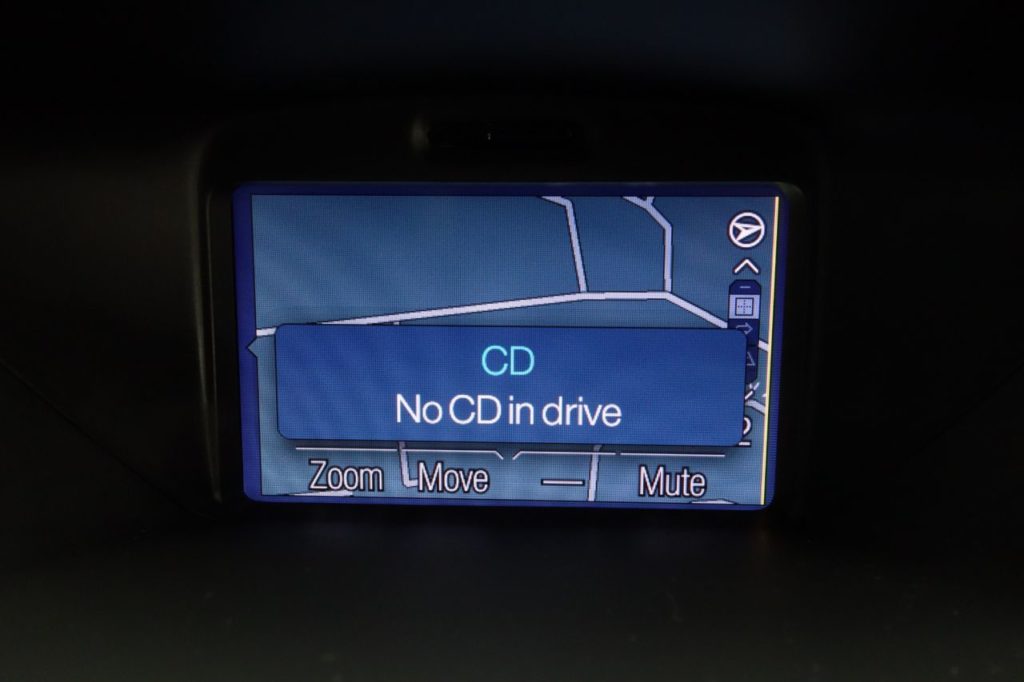 CD
No CD in drive
Zoom Move — Mute